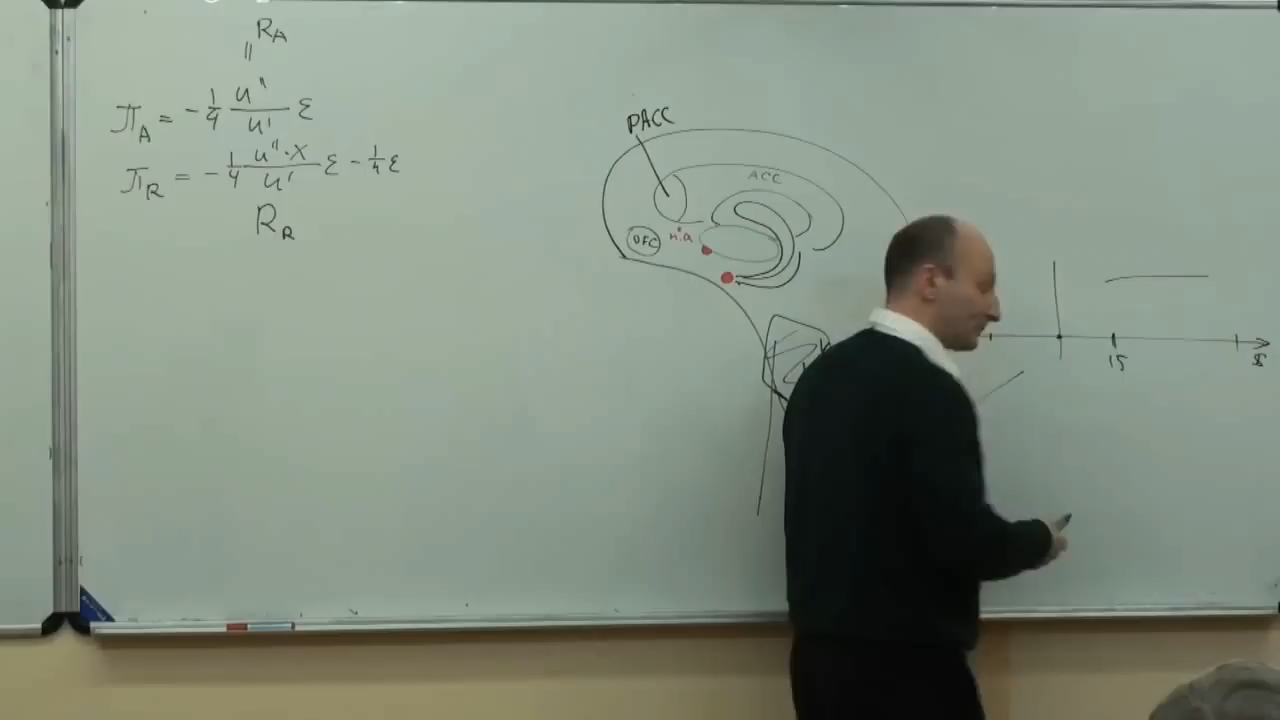 R_A
=
π_A = -1/4 u''/u' ε
π_R = -1/4 u''·x/u' ε - 1/4 ε
R_R
PACC
ACC
OFC
n.a
15